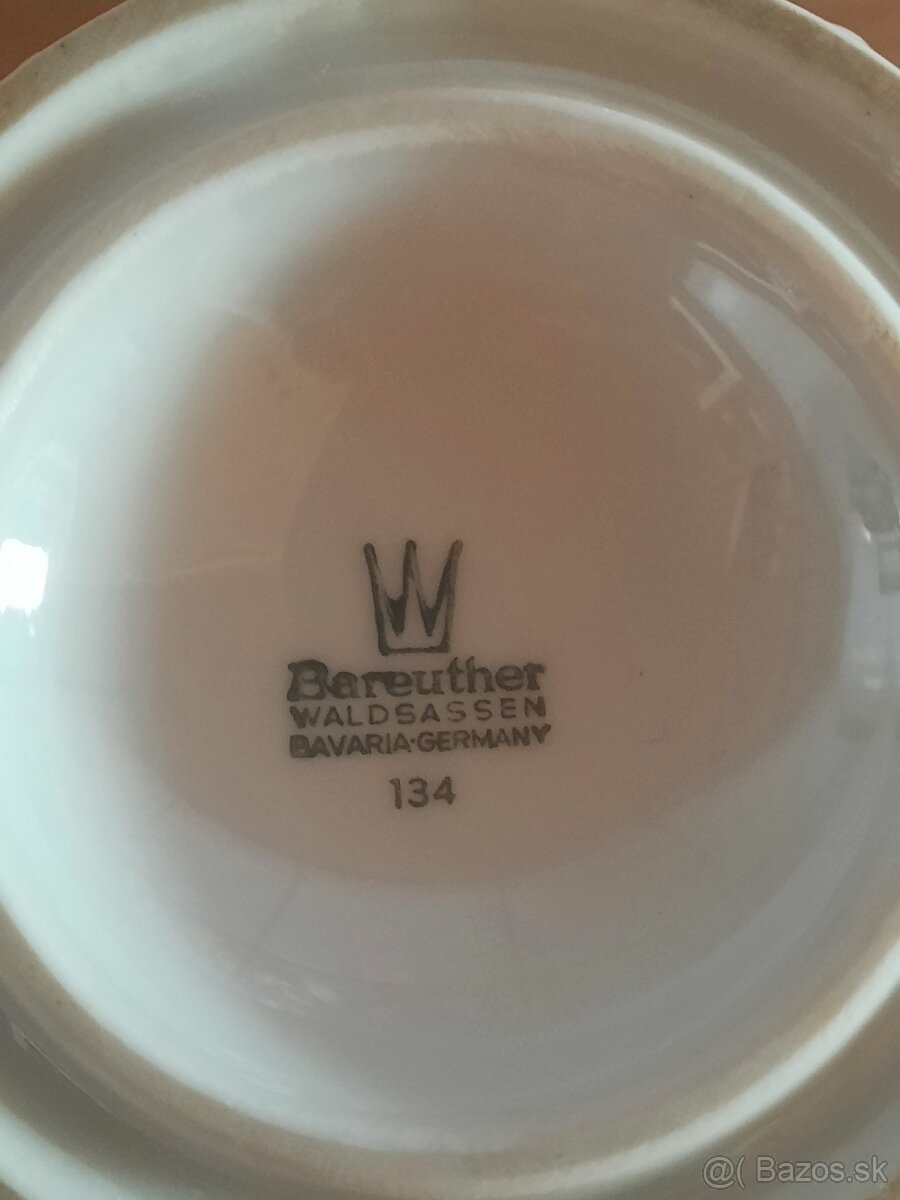 W
Bareuther
WALDSASSEN
BAVARIA·GERMANY
134
@( Bazos.sk